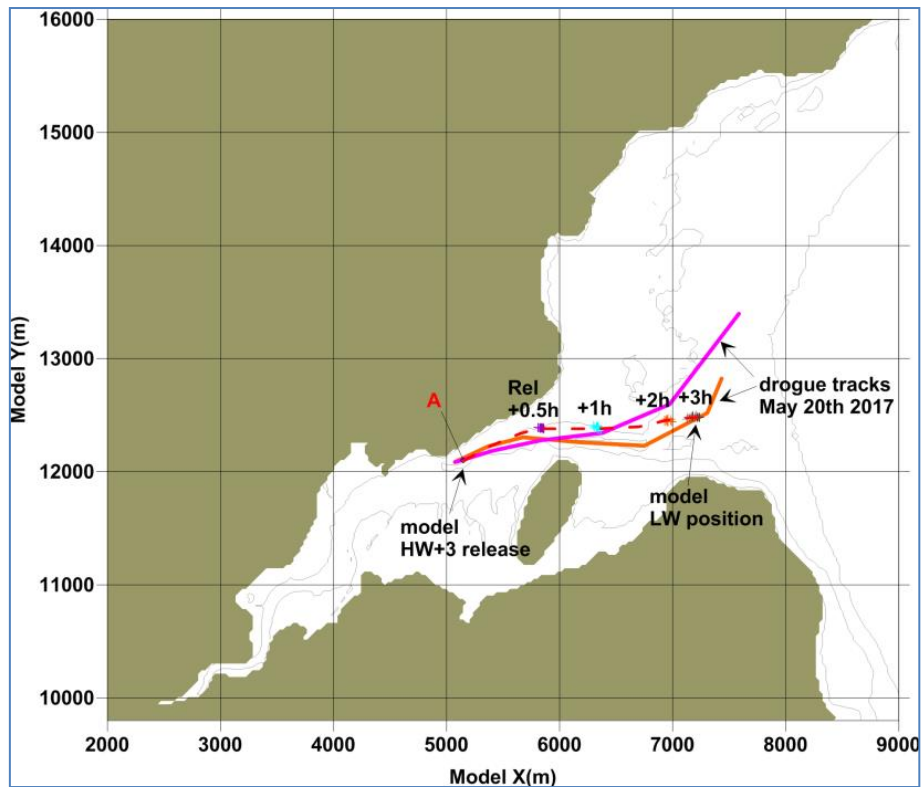 16000
15000
14000
13000
12000
11000
10000
Model Y(m)
A
Rel
+0.5h
+1h
+2h
+3h
drogue tracks
May 20th 2017
model
LW position
model
HW+3 release
2000
3000
4000
5000
6000
7000
8000
9000
Model X(m)